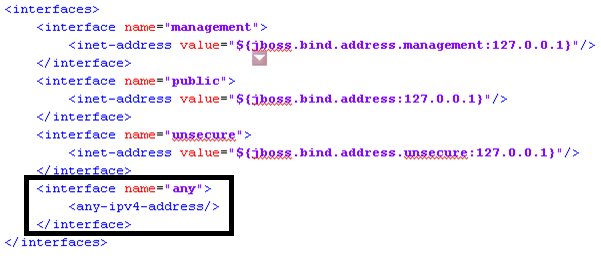 <interfaces>
<interface name="management">
<inet-address value="${jboss.bind.address.management:127.0.0.1}"/>
</interface>
<interface name="public">
<inet-address value="${jboss.bind.address:127.0.0.1}"/>
</interface>
<interface name="unsecure">
<inet-address value="${jboss.bind.address.unsecure:127.0.0.1}"/>
</interface>
<interface name="any">
<any-ipv4-address/>
</interface>
</interfaces>